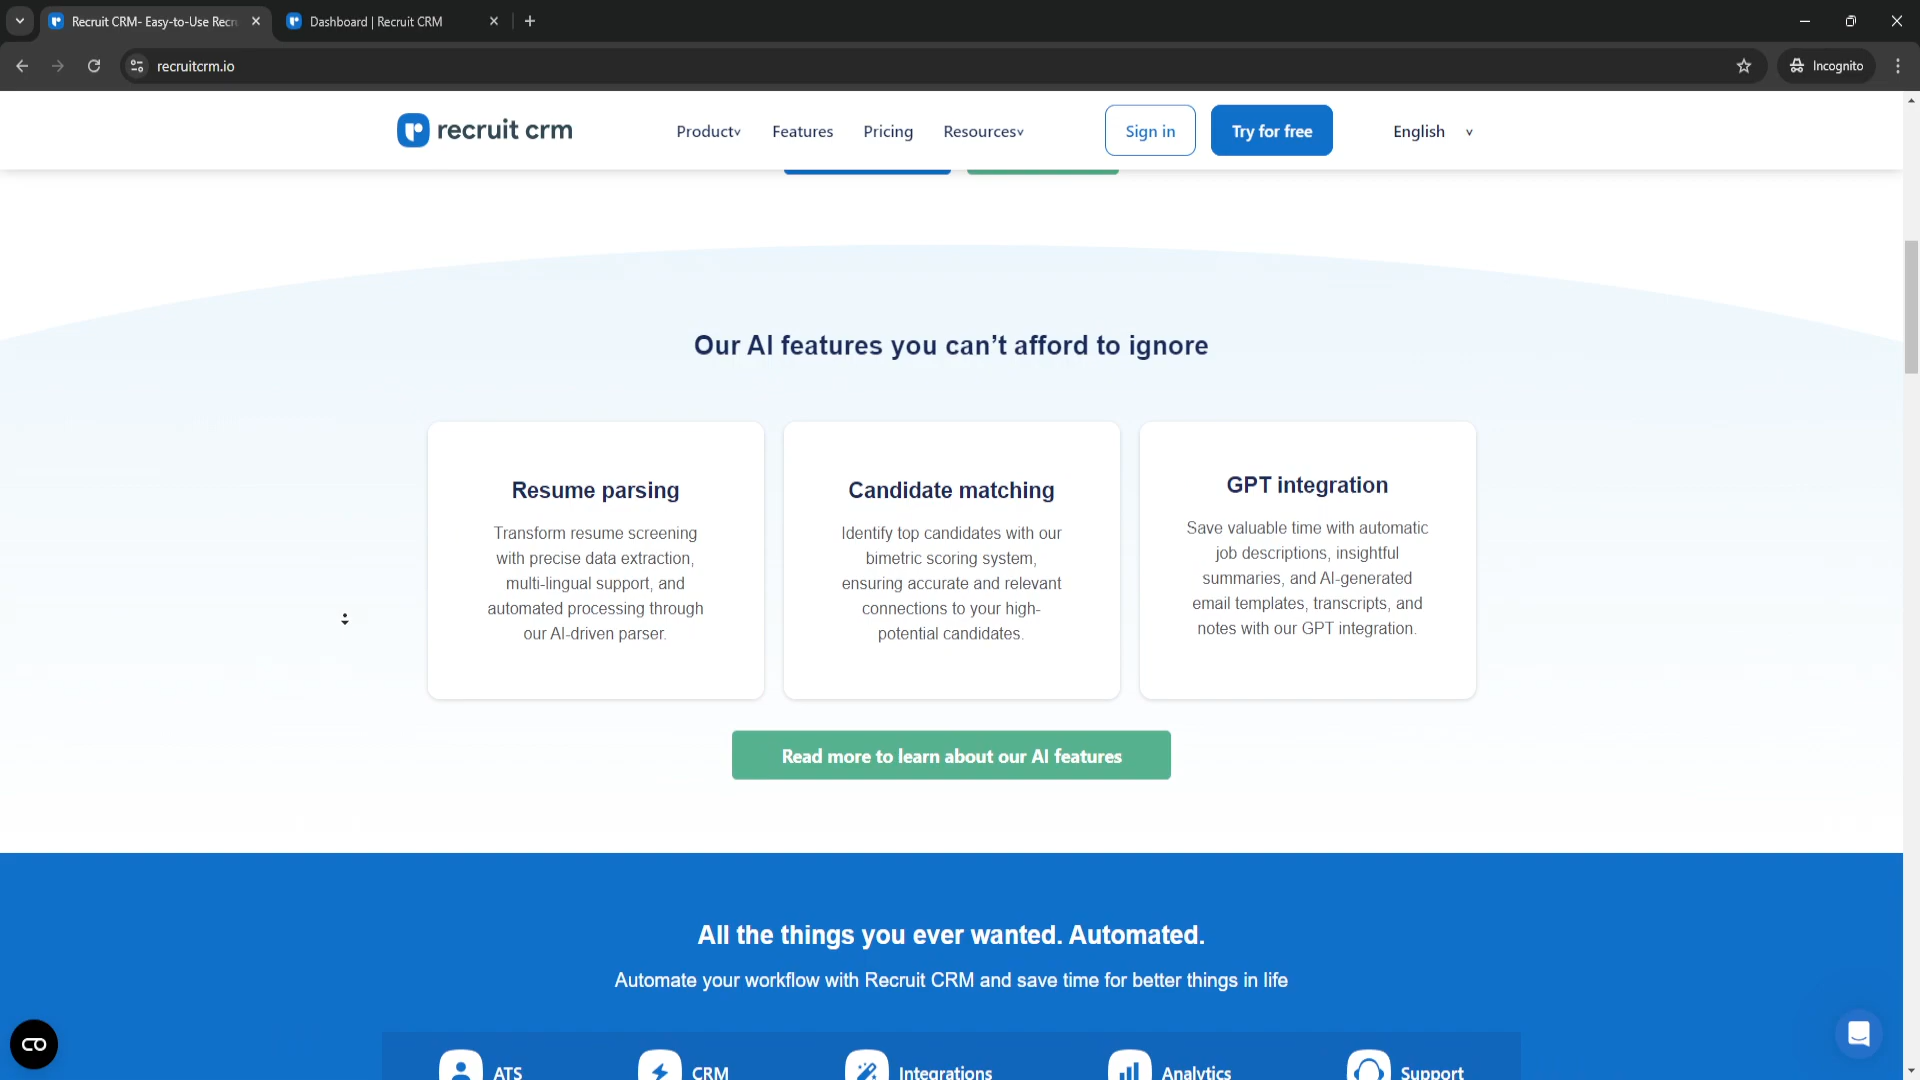 Recruit CRM- Easy-to-Use Recru
Dashboard | Recruit CRM
recruitcrm.io
Incognito
recruit crm
Product
Features
Pricing
Resources
Sign in
Try for free
English
Our AI features you can’t afford to ignore
Resume parsing
Transform resume screening
with precise data extraction,
multi-lingual support, and
automated processing through
our AI-driven parser.
Candidate matching
Identify top candidates with our
bimetric scoring system,
ensuring accurate and relevant
connections to your high-
potential candidates.
GPT integration
Save valuable time with automatic
job descriptions, insightful
summaries, and AI-generated
email templates, transcripts, and
notes with our GPT integration.
Read more to learn about our AI features
All the things you ever wanted. Automated.
Automate your workflow with Recruit CRM and save time for better things in life
ATS
CRM
Integrations
Analytics
Support